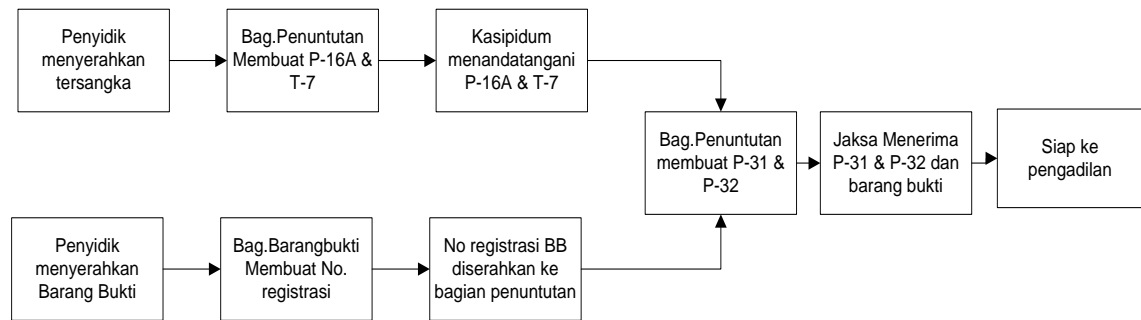 Penyidik
menyerahkan
tersangka
Bag.Penuntutan
Membuat P-16A &
T-7
Kasipidum
menandatangani
P-16A & T-7
Bag.Penuntutan
membuat P-31 &
P-32
Jaksa Menerima
P-31 & P-32 dan
barang bukti
Siap ke
pengadilan
Penyidik
menyerahkan
Barang Bukti
Bag.Barangbukti
Membuat No.
registrasi
No registrasi BB
diserahkan ke
bagian penuntutan